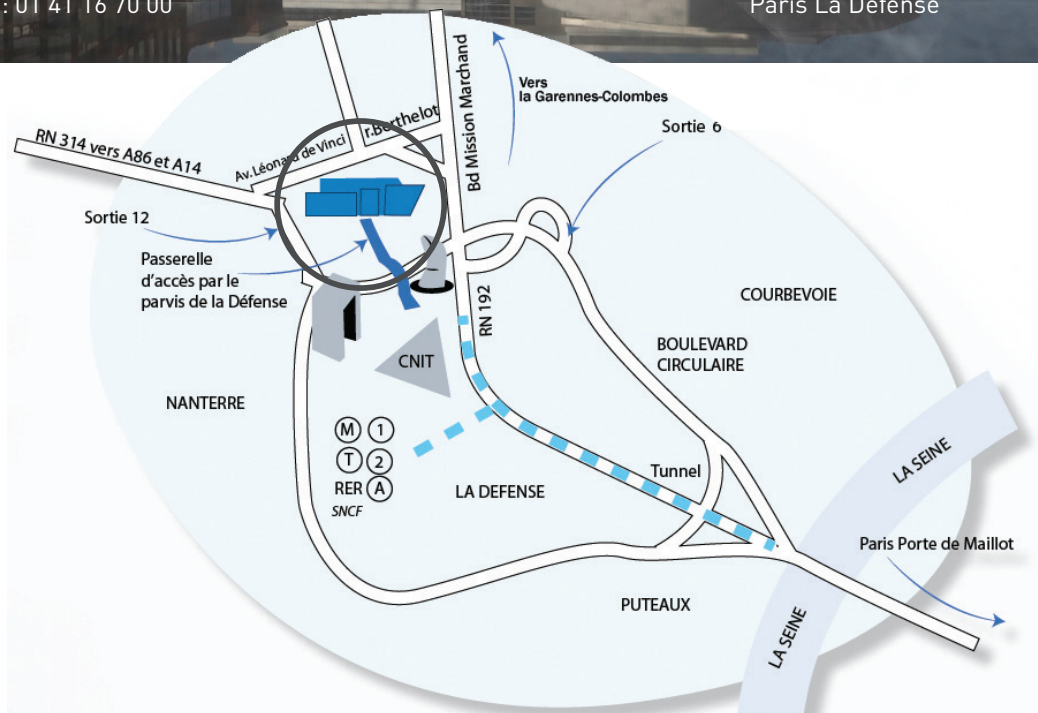 : 01 41 16 70 00
Paris La Défense
Bd Mission Marchand
Vers
la Garennes-Colombes
Sortie 6
r.Berthelot
Av. Léonard de Vinci
RN 314 vers A86 et A14
Sortie 12
Passerelle
d'accès par le
parvis de la Défense
RN 192
COURBEVOIE
BOULEVARD
CIRCULAIRE
CNIT
NANTERRE
M 1
T 2
RER A
SNCF
LA DEFENSE
Tunnel
LA SEINE
Paris Porte de Maillot
PUTEAUX
LA SEINE